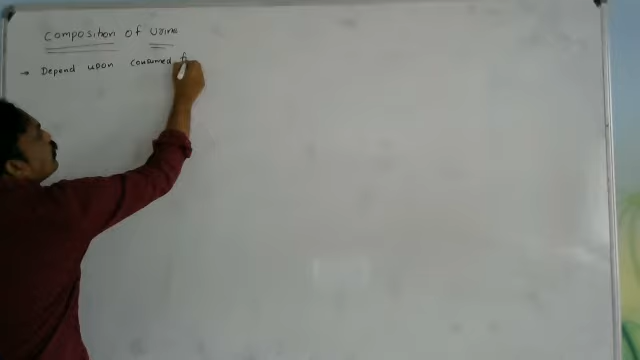 Composition of Urine
→ Depend upon consumed f